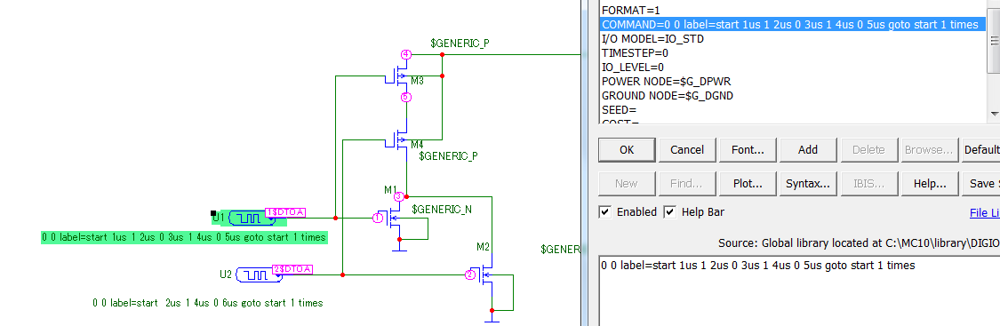 $GENERIC_P
4
M3
5
M4
$GENERIC_P
M1
3
$GENERIC_N
1
U1
1$DTOA
0 0 label=start 1us 1 2us 0 3us 1 4us 0 5us goto start 1 times
M2
$GENER
U2
2$DTOA
2
0 0 label=start 2us 1 4us 0 6us goto start 1 times
FORMAT=1
COMMAND=0 0 label=start 1us 1 2us 0 3us 1 4us 0 5us goto start 1 times
I/O MODEL=IO_STD
TIMESTEP=0
IO_LEVEL=0
POWER NODE=$G_DPWR
GROUND NODE=$G_DGND
SEED=
COST=
OK Cancel Font... Add Delete Browse... Default
New Find... Plot... Syntax... IBIS... Help... Save
Enabled Help Bar File Li
Source: Global library located at C:\MC10\library\DIGIO
0 0 label=start 1us 1 2us 0 3us 1 4us 0 5us goto start 1 times